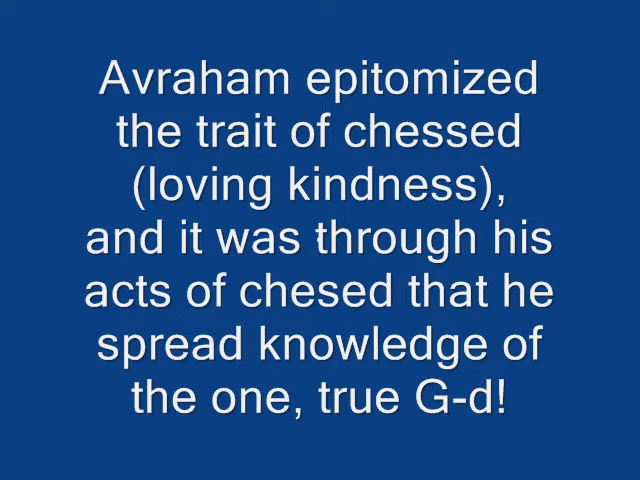 Avraham epitomized
the trait of chessed
(loving kindness),
and it was through his
acts of chesed that he
spread knowledge of
the one, true G-d!